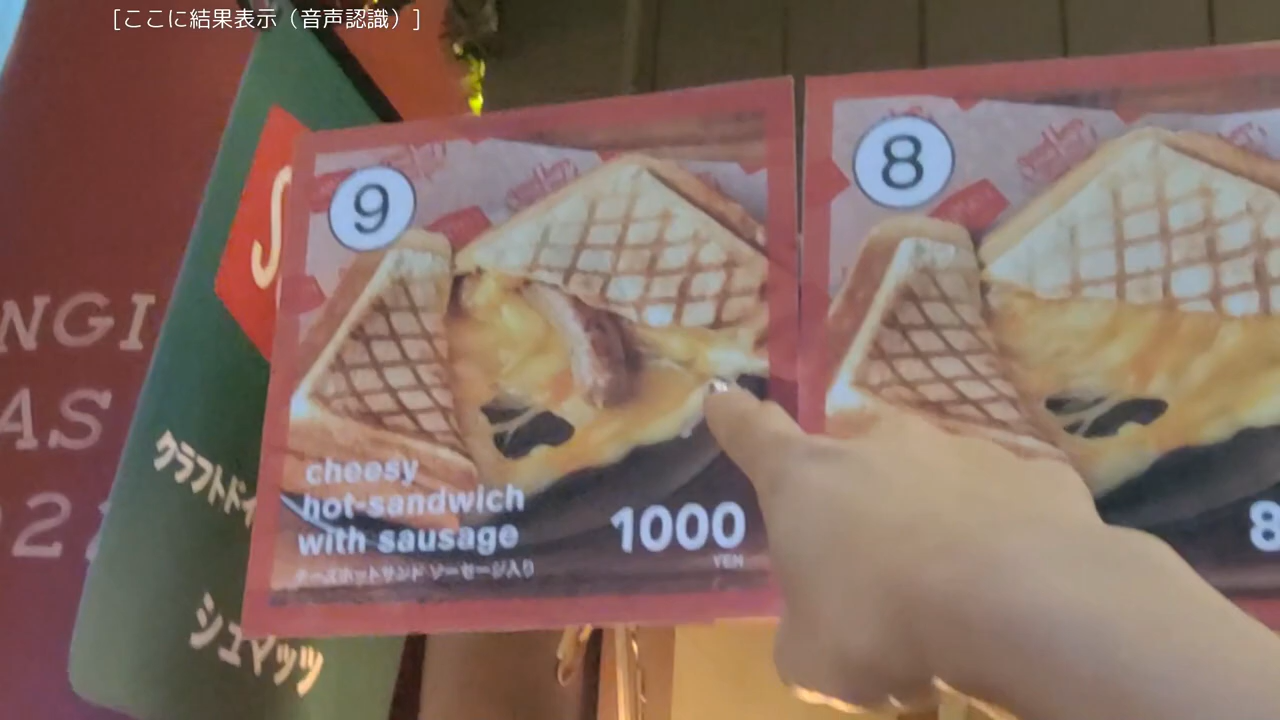 [ここに結果表示（音声認識）]
NGI
AS
22
クラフトドイ
シュマッツ
9
cheesy
hot-sandwich
with sausage
チーズホットサンド ソーセージ入り
1000
YEN
8
8